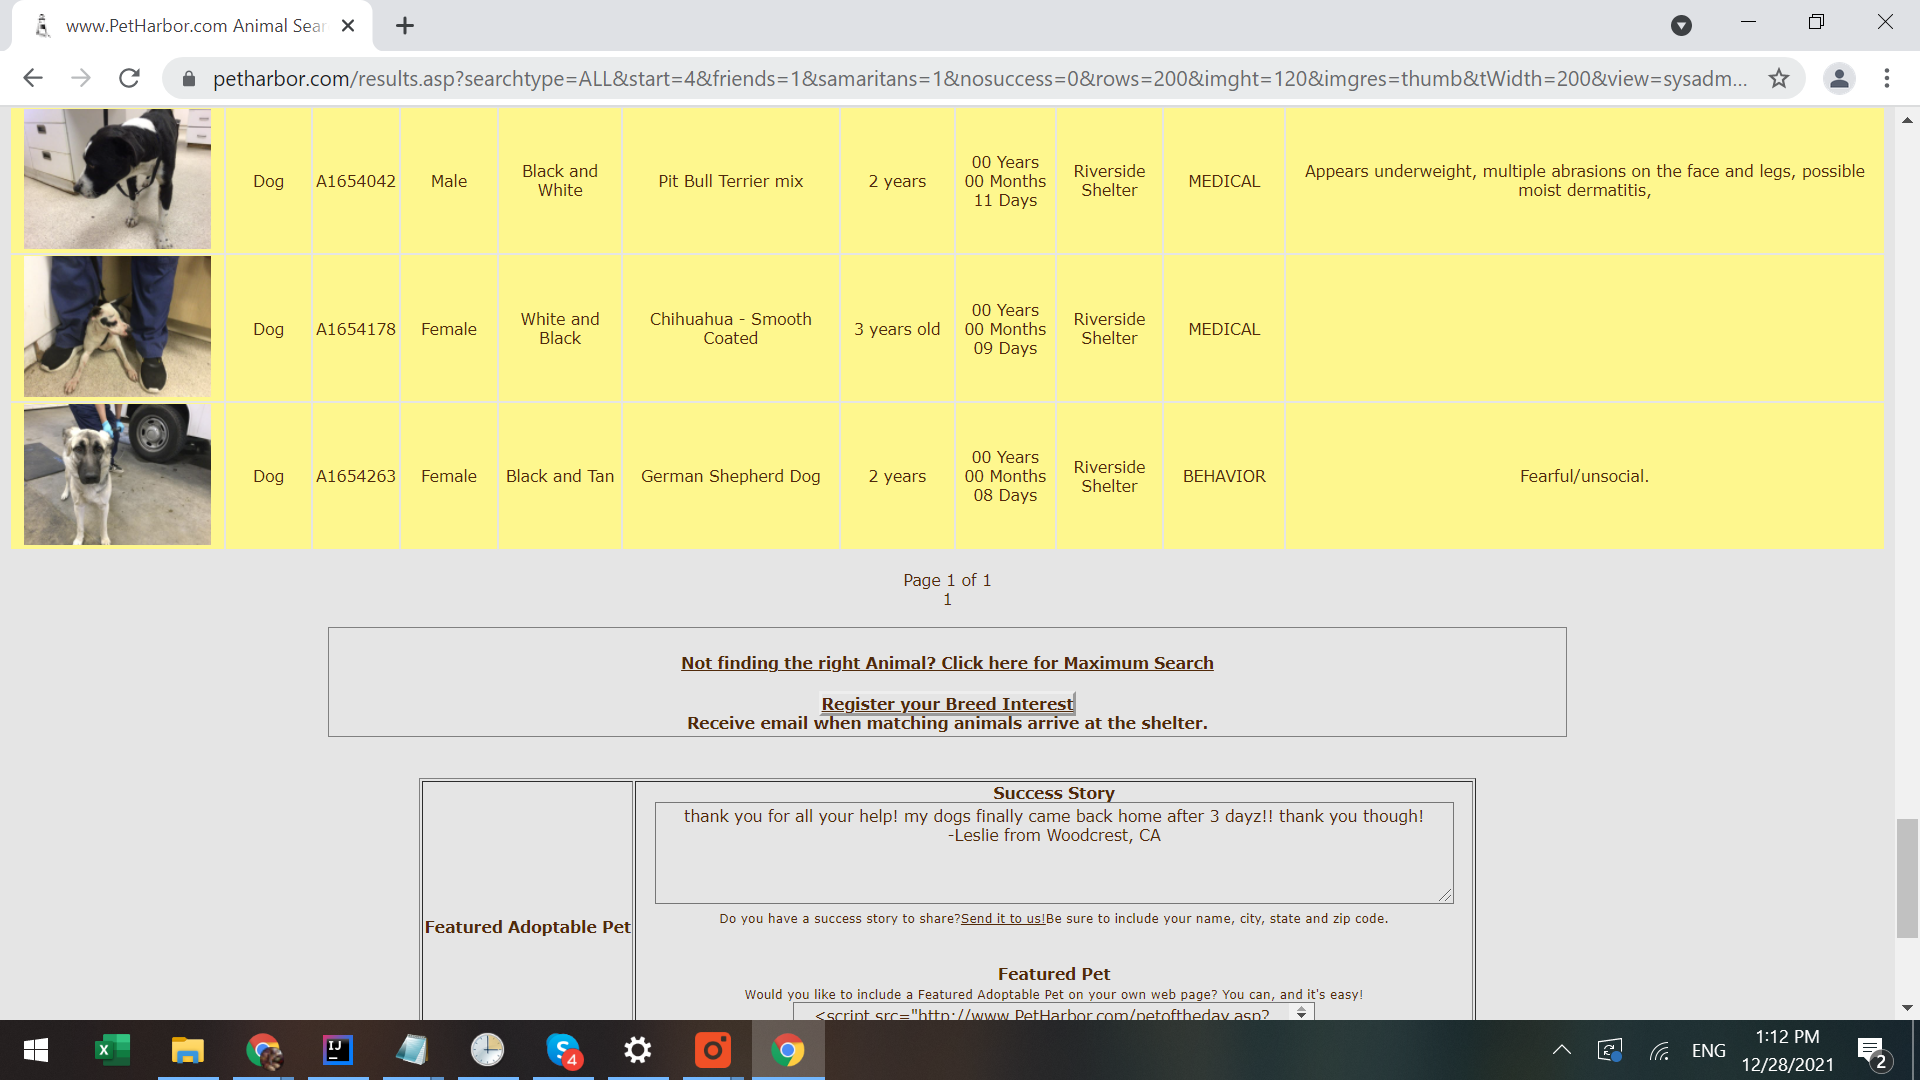 www.PetHarbor.com Animal Sear
petharbor.com/results.asp?searchtype=ALL&start=4&friends=1&samaritans=1&nosuccess=0&rows=200&imght=120&imgres=thumb&tWidth=200&view=sysadm...
Dog A1654042 Male Black and White Pit Bull Terrier mix 2 years 00 Years 00 Months 11 Days Riverside Shelter MEDICAL Appears underweight, multiple abrasions on the face and legs, possible moist dermatitis,
Dog A1654178 Female White and Black Chihuahua - Smooth Coated 3 years old 00 Years 00 Months 09 Days Riverside Shelter MEDICAL
Dog A1654263 Female Black and Tan German Shepherd Dog 2 years 00 Years 00 Months 08 Days Riverside Shelter BEHAVIOR Fearful/unsocial.
Page 1 of 1
1
Not finding the right Animal? Click here for Maximum Search
Register your Breed Interest
Receive email when matching animals arrive at the shelter.
Featured Adoptable Pet
Success Story
thank you for all your help! my dogs finally came back home after 3 dayz!! thank you though!
-Leslie from Woodcrest, CA
Do you have a success story to share?Send it to us!Be sure to include your name, city, state and zip code.
Featured Pet
Would you like to include a Featured Adoptable Pet on your own web page? You can, and it's easy!
<script src="http://www.PetHarbor.com/petoftheday.asp?
4
ENG
1:12 PM
12/28/2021
2